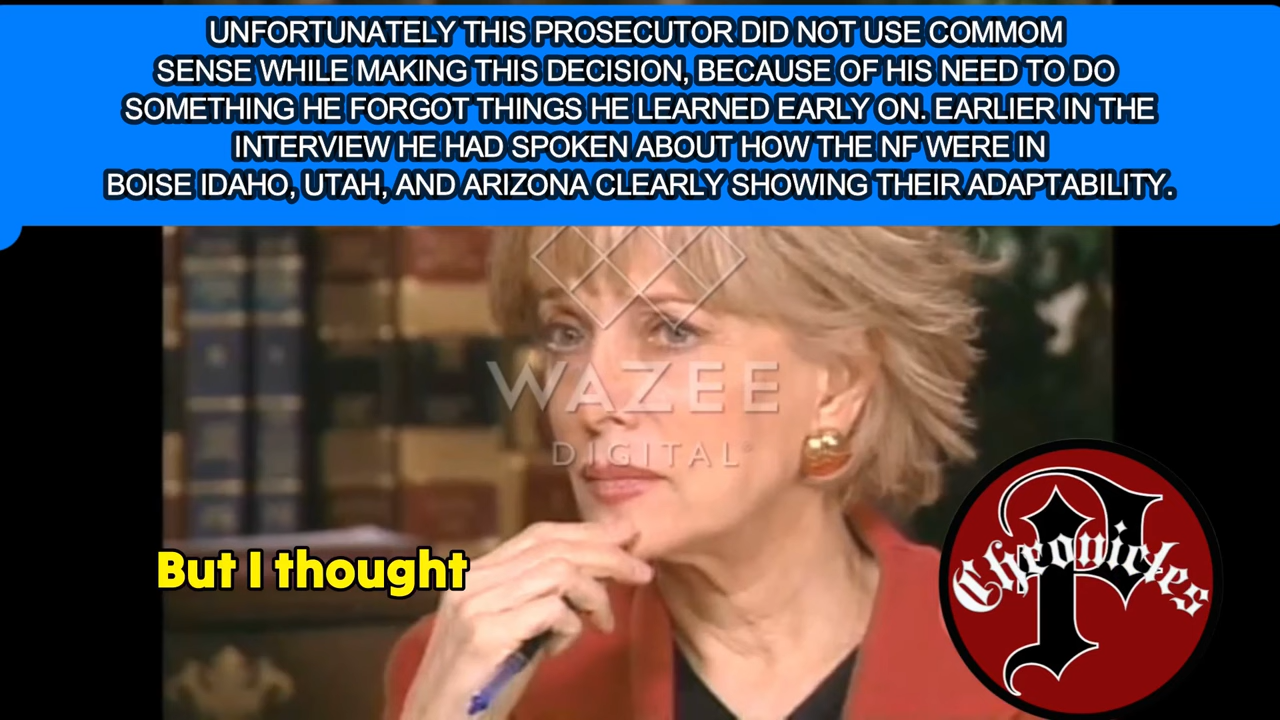 UNFORTUNATELY THIS PROSECUTOR DID NOT USE COMMOM
SENSE WHILE MAKING THIS DECISION, BECAUSE OF HIS NEED TO DO
SOMETHING HE FORGOT THINGS HE LEARNED EARLY ON. EARLIER IN THE
INTERVIEW HE HAD SPOKEN ABOUT HOW THE NF WERE IN
BOISE IDAHO, UTAH, AND ARIZONA CLEARLY SHOWING THEIR ADAPTABILITY.
WAZEE
DIGITAL®
But I thought
P
Chronicles